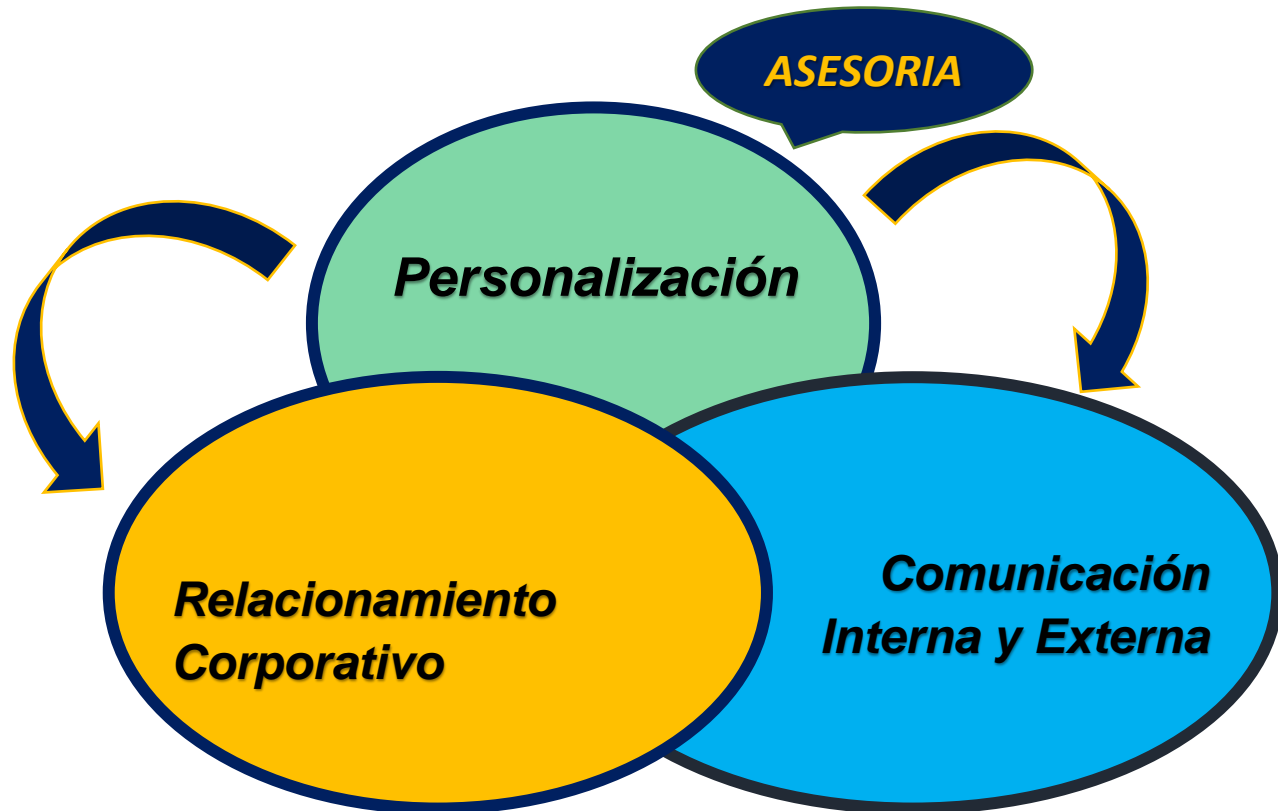 ASESORIA
Personalización
Relacionamiento
Corporativo
Comunicación
Interna y Externa